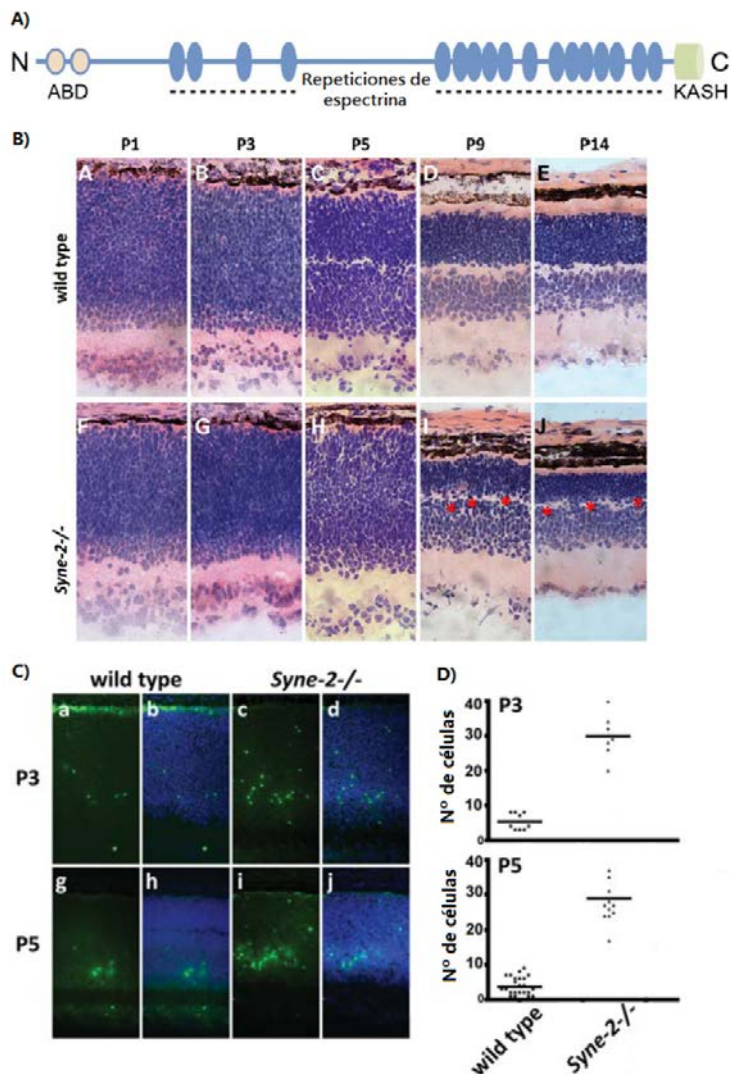 A)
N
ABD
Repeticiones de
espectrina
KASH
C
B)
P1 P3 P5 P9 P14
wild type
A B C D E
Syne-2-/-
F G H I J
* * * * * *
C)
wild type Syne-2-/-
P3
a b c d
P5
g h i j
D)
Nº de células
40
30
20
10
0
P3
Nº de células
40
30
20
10
0
P5
wild type
Syne-2-/-